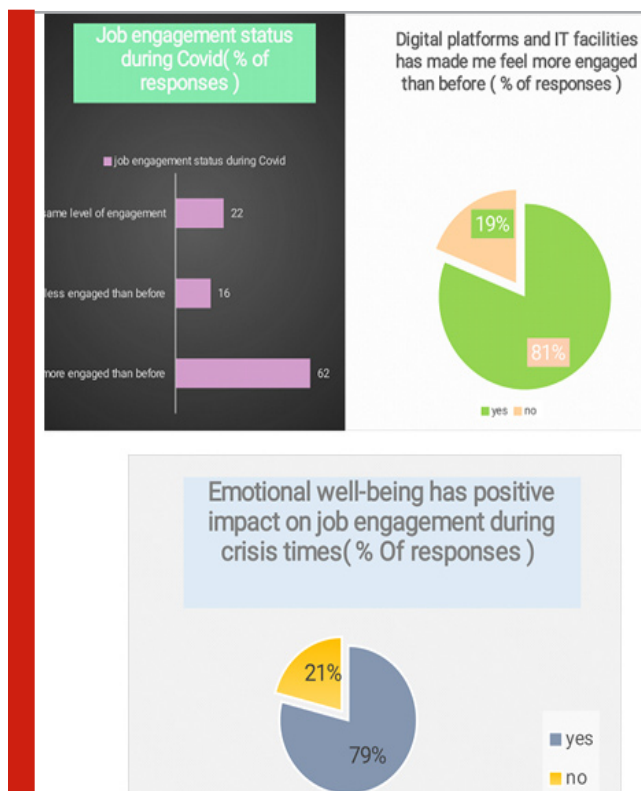 Job engagement status
during Covid( % of
responses )
job engagement status during Covid
same level of engagement
22
less engaged than before
16
more engaged than before
62
Digital platforms and IT facilities
has made me feel more engaged
than before ( % of responses )
19%
81%
yes no
Emotional well-being has positive
impact on job engagement during
crisis times( % Of responses )
21%
79%
yes
no